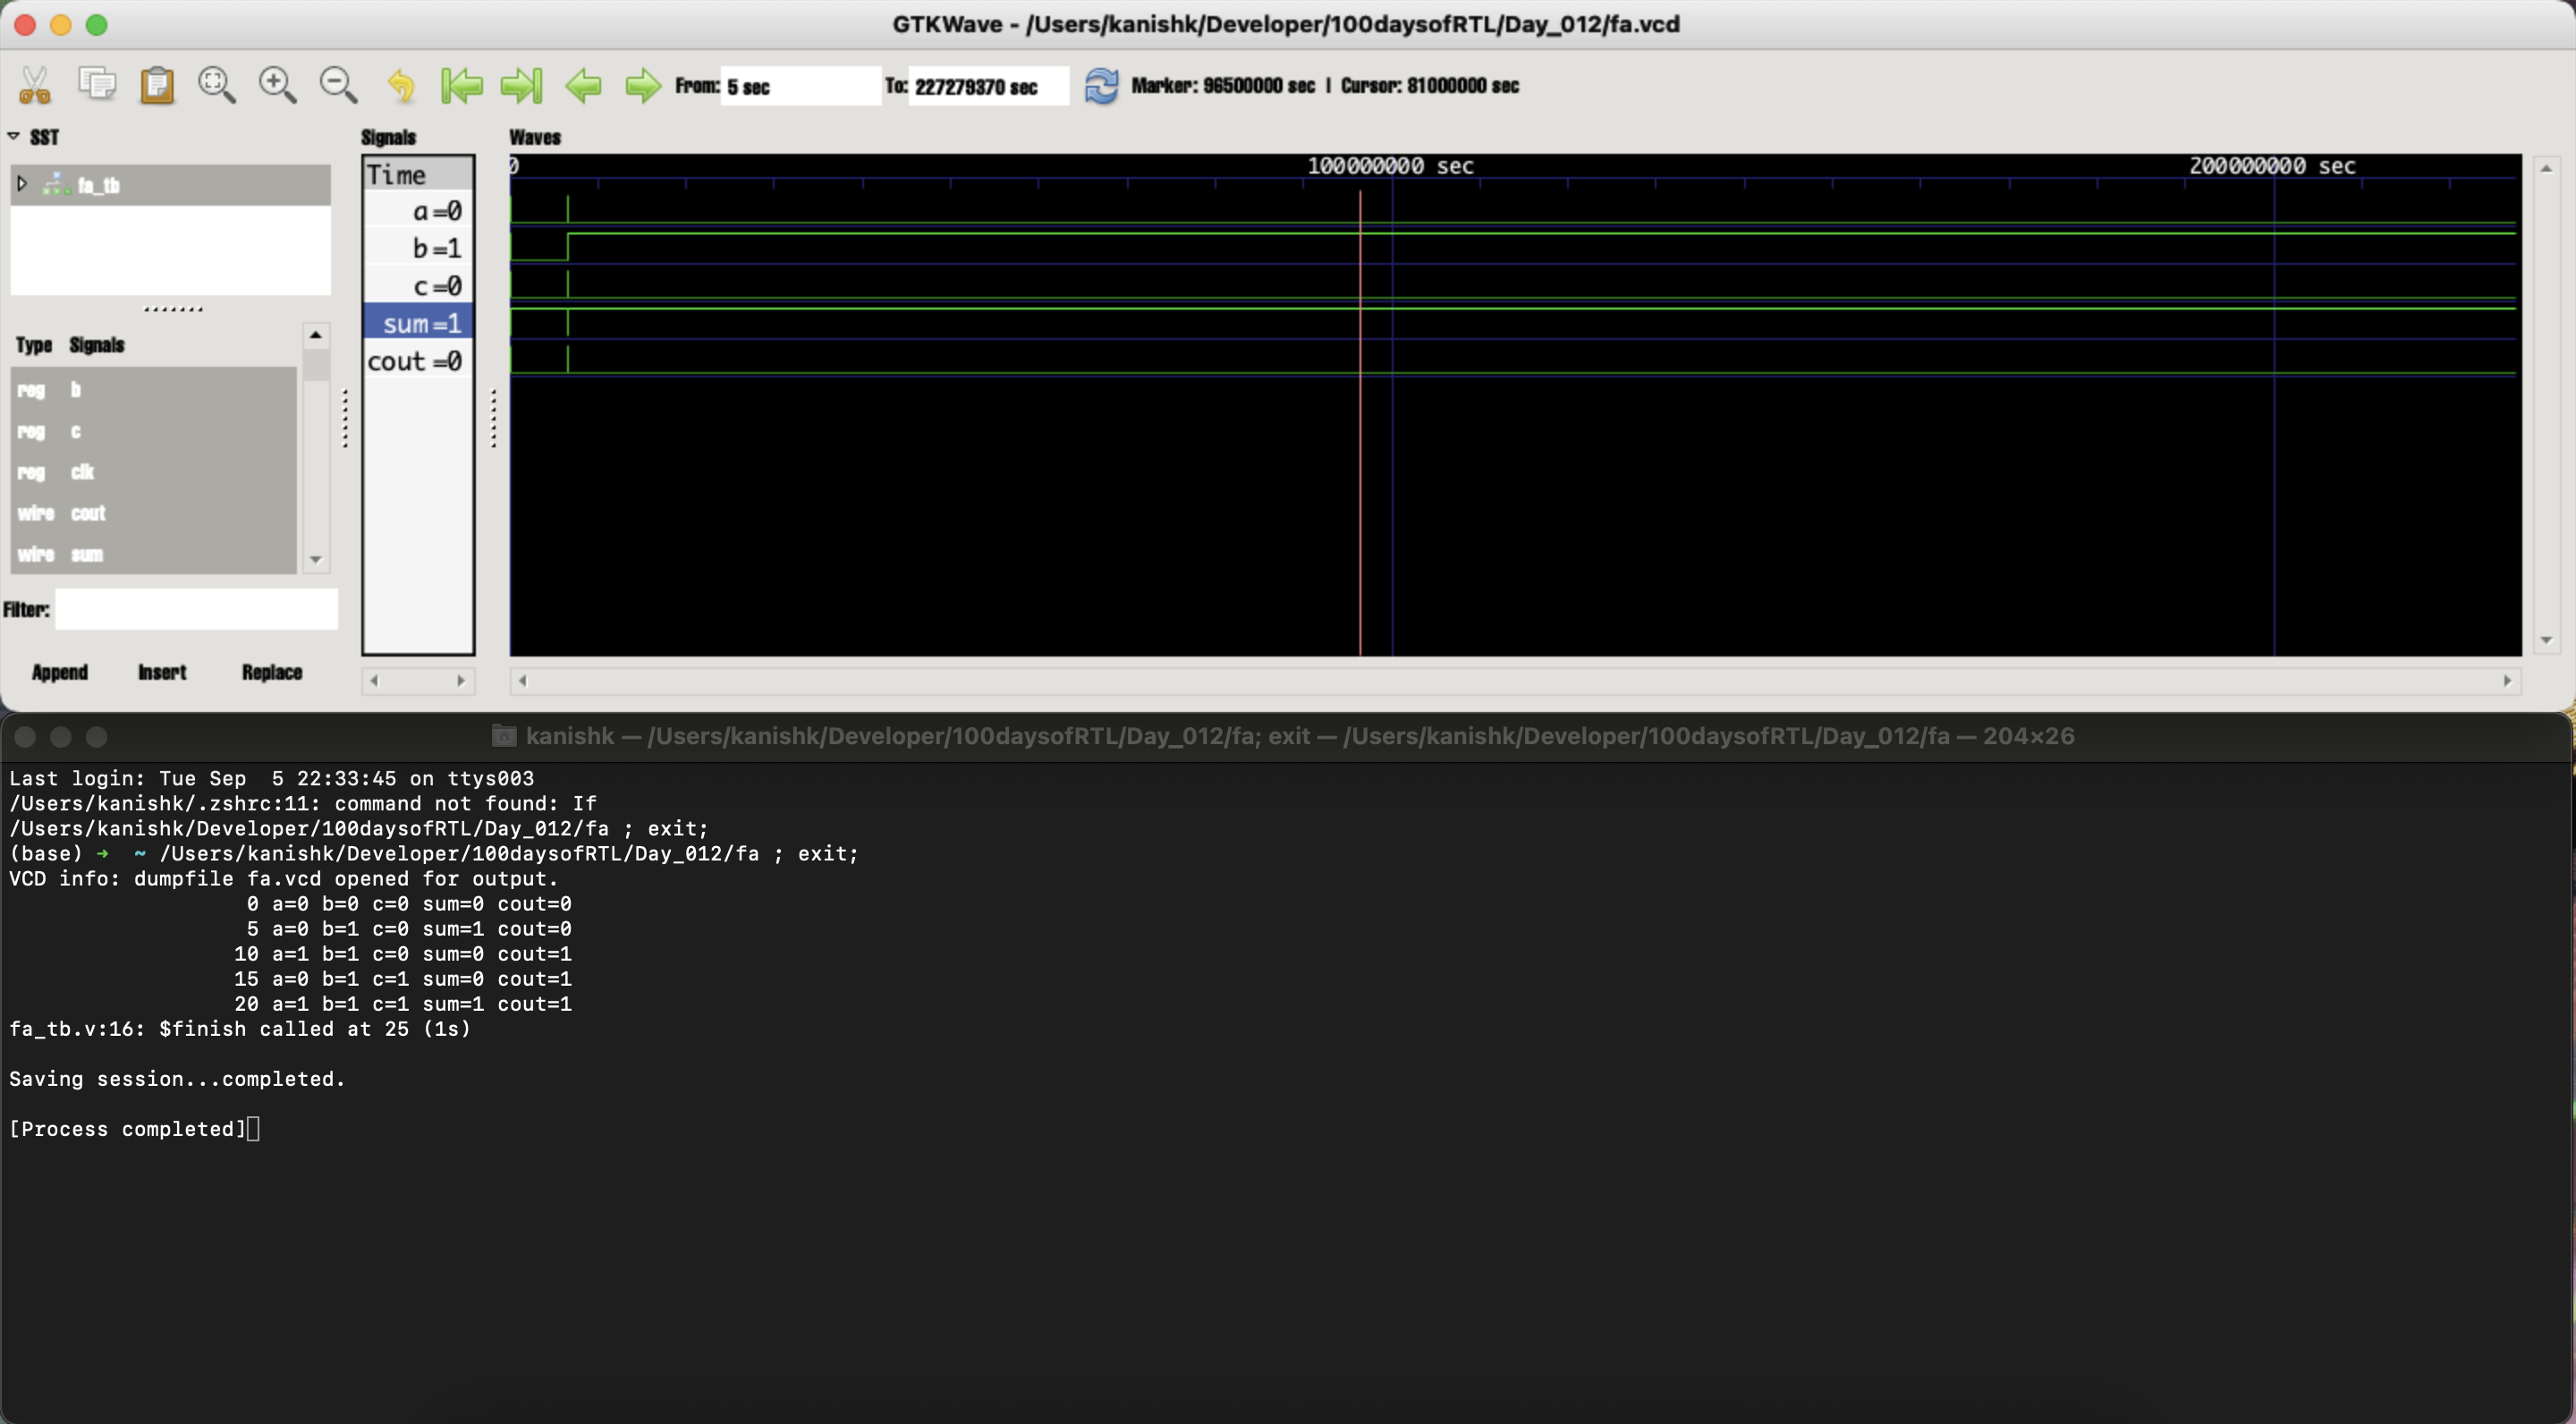 GTKWave - /Users/kanishk/Developer/100daysofRTL/Day_012/fa.vcd
From: 5 sec To: 227279370 sec Marker: 96500000 sec | Cursor: 81000000 sec
SST
fa_tb
Type Signals
reg b
reg c
reg clk
wire cout
wire sum
Filter:
Append Insert Replace
Signals
Time
a=0
b=1
c=0
sum=1
cout=0
Waves
0 100000000 sec 200000000 sec
kanishk — /Users/kanishk/Developer/100daysofRTL/Day_012/fa; exit — /Users/kanishk/Developer/100daysofRTL/Day_012/fa — 204×26
Last login: Tue Sep  5 22:33:45 on ttys003
/Users/kanishk/.zshrc:11: command not found: If
/Users/kanishk/Developer/100daysofRTL/Day_012/fa ; exit;
(base) ➜  ~ /Users/kanishk/Developer/100daysofRTL/Day_012/fa ; exit;
VCD info: dumpfile fa.vcd opened for output.
0 a=0 b=0 c=0 sum=0 cout=0
5 a=0 b=1 c=0 sum=1 cout=0
10 a=1 b=1 c=0 sum=0 cout=1
15 a=0 b=1 c=1 sum=0 cout=1
20 a=1 b=1 c=1 sum=1 cout=1
fa_tb.v:16: $finish called at 25 (1s)
Saving session...completed.
[Process completed]